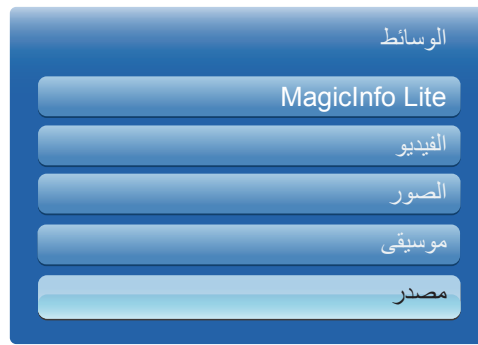 الوسائط
MagicInfo Lite
الفيديو
الصور
موسيقى
مصدر